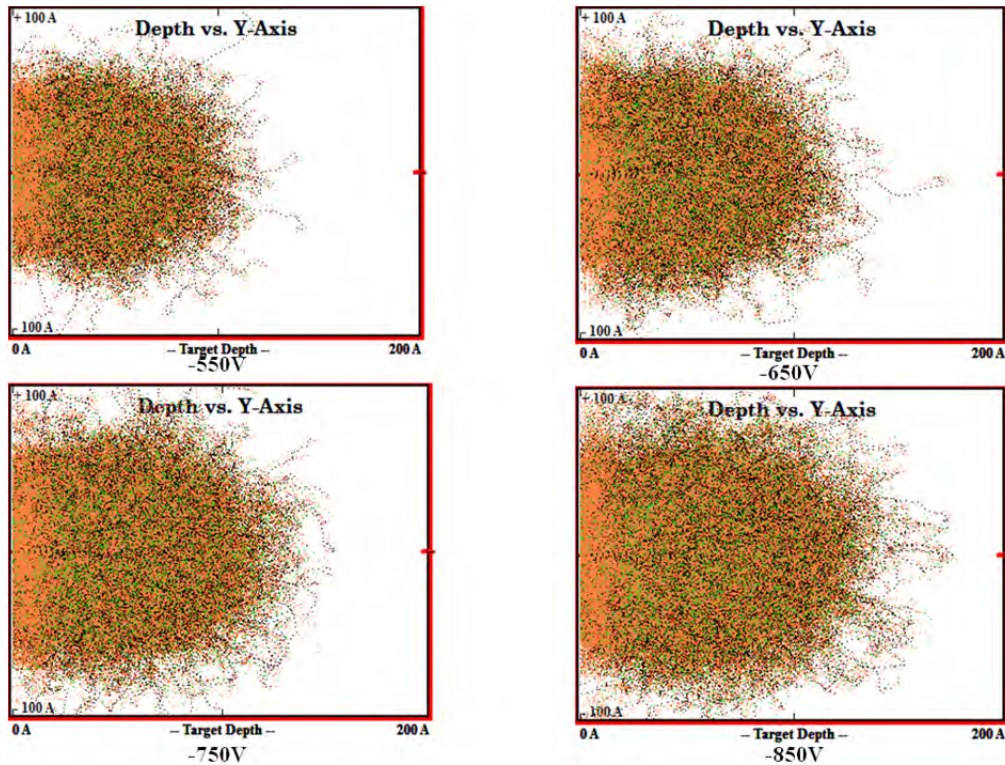 + 100 A
Depth vs. Y-Axis
- 100 A
0 A -- Target Depth -- 200 A
-550V
+ 100 A
Depth vs. Y-Axis
- 100 A
0 A -- Target Depth -- 200 A
-650V
+ 100 A
Depth vs. Y-Axis
- 100 A
0 A -- Target Depth -- 200 A
-750V
+ 100 A
Depth vs. Y-Axis
- 100 A
0 A -- Target Depth -- 200 A
-850V